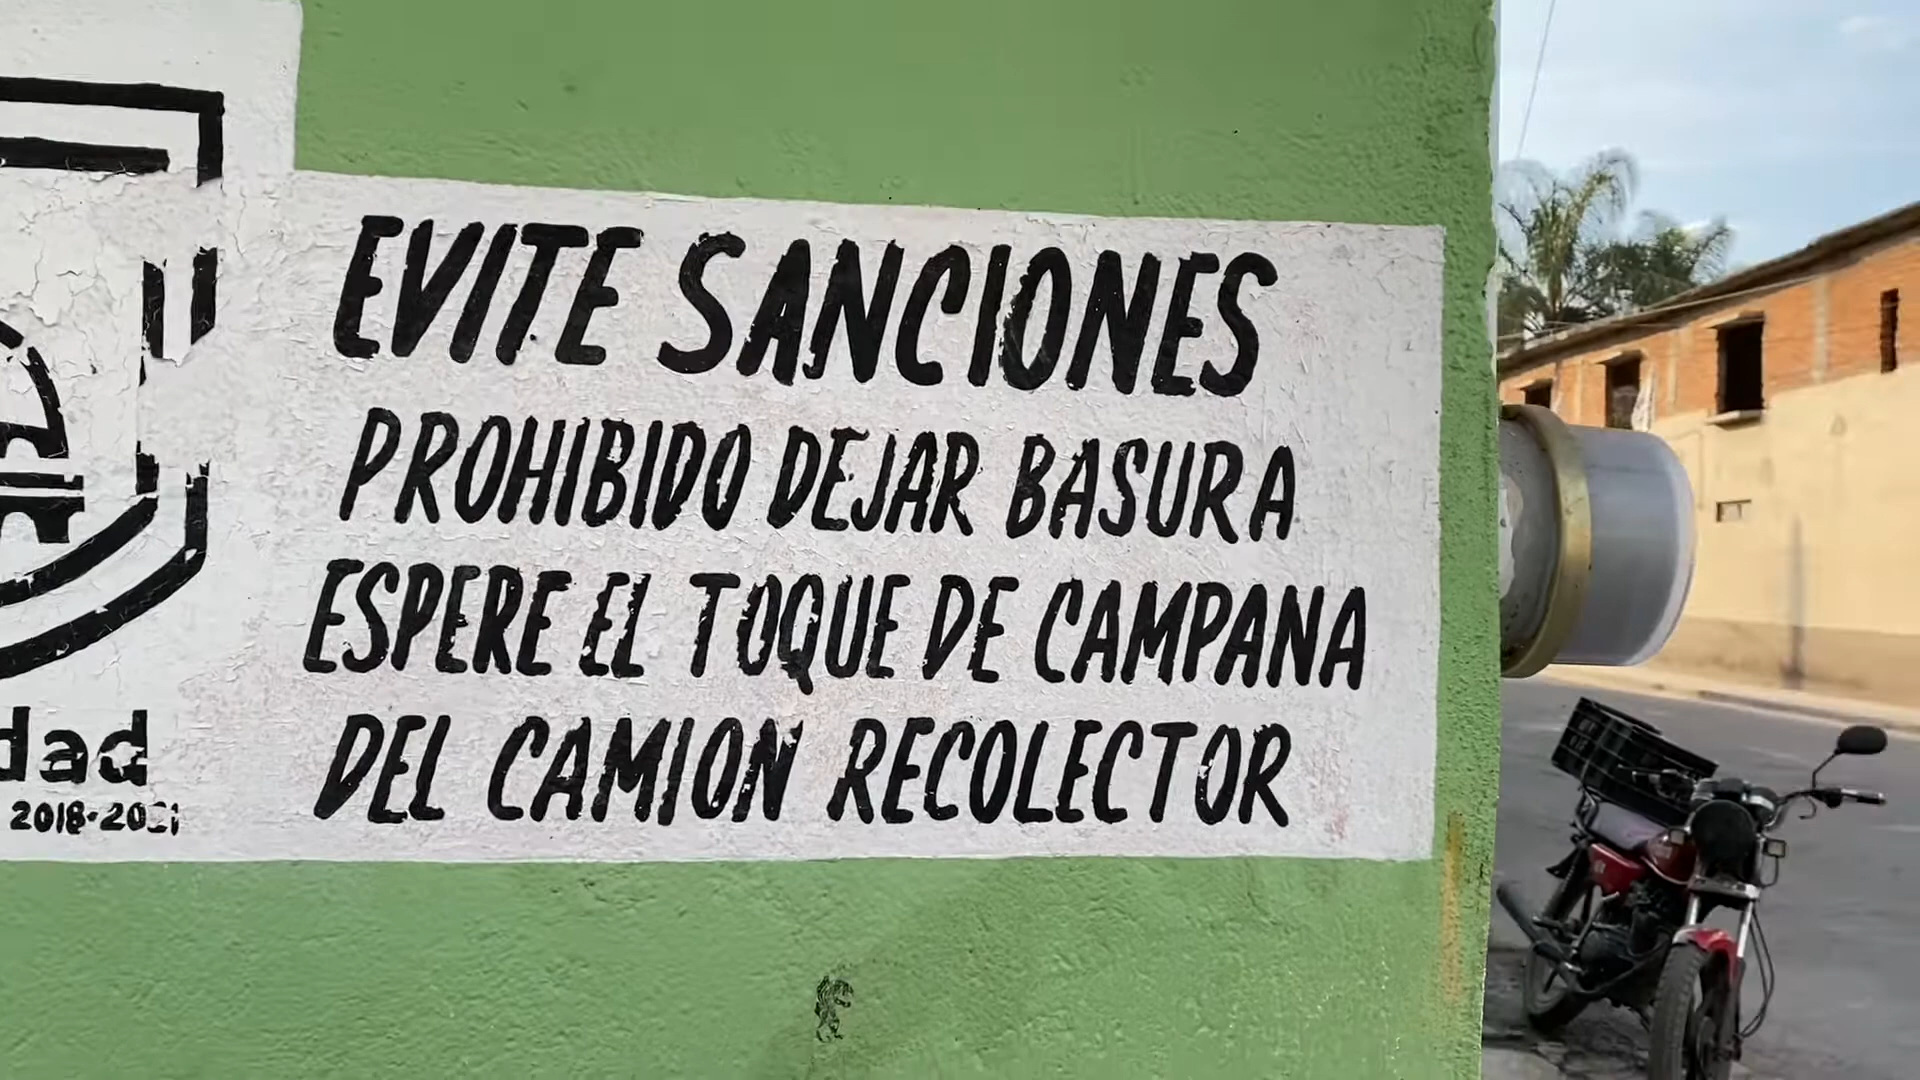 EVITE SANCIONES
PROHIBIDO DEJAR BASURA
ESPERE EL TOQUE DE CAMPANA
DEL CAMION RECOLECTOR
dad
2018-2021